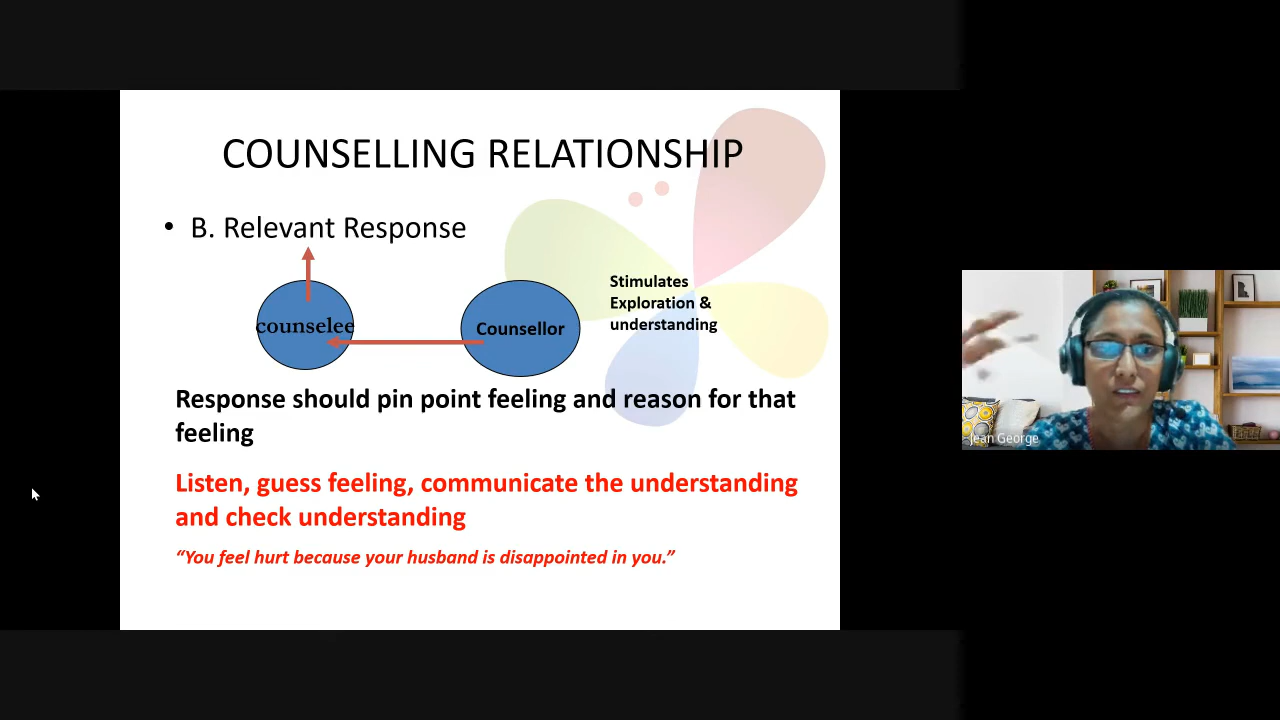 COUNSELLING RELATIONSHIP
• B. Relevant Response
counselee
Counsellor
Stimulates
Exploration &
understanding
Response should pin point feeling and reason for that
feeling
Listen, guess feeling, communicate the understanding
and check understanding
“You feel hurt because your husband is disappointed in you.”
Jean George